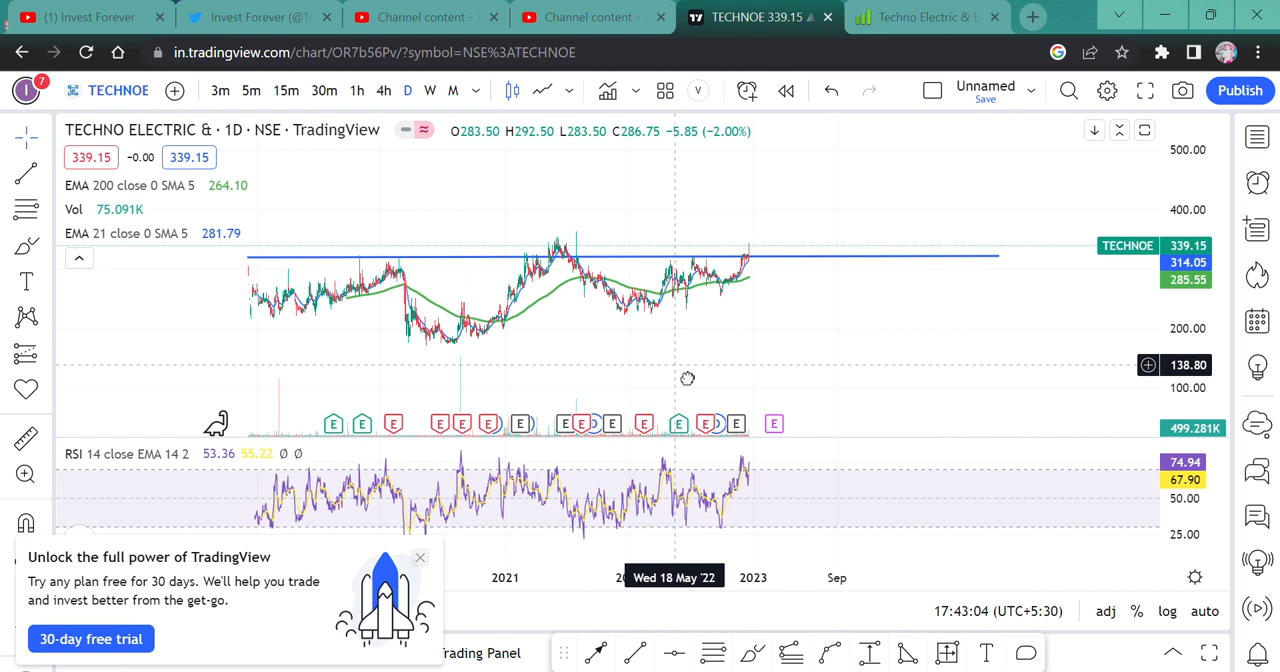 (1) Invest Forever -
Invest Forever (@T
Channel content -
Channel content -
TECHNOE 339.15
Techno Electric & E
in.tradingview.com/chart/OR7b56Pv/?symbol=NSE%3ATECHNOE
I 7
TECHNOE
3m 5m 15m 30m 1h 4h D W M
V
Unnamed
Save
Publish
TECHNO ELECTRIC & · 1D · NSE · TradingView
O283.50 H292.50 L283.50 C286.75 −5.85 (−2.00%)
339.15 -0.00 339.15
EMA 200 close 0 SMA 5 264.10
Vol 75.091K
EMA 21 close 0 SMA 5 281.79
500.00
400.00
TECHNOE 339.15
314.05
285.55
200.00
138.80
100.00
E E E E E E E E E D E E E E D E E
499.281K
RSI 14 close EMA 14 2 53.36 55.22 Ø Ø
74.94
67.90
50.00
25.00
Unlock the full power of TradingView
Try any plan free for 30 days. We'll help you trade
and invest better from the get-go.
30-day free trial
2021
Wed 18 May '22
2023
Sep
17:43:04 (UTC+5:30)
adj % log auto
Trading Panel
T